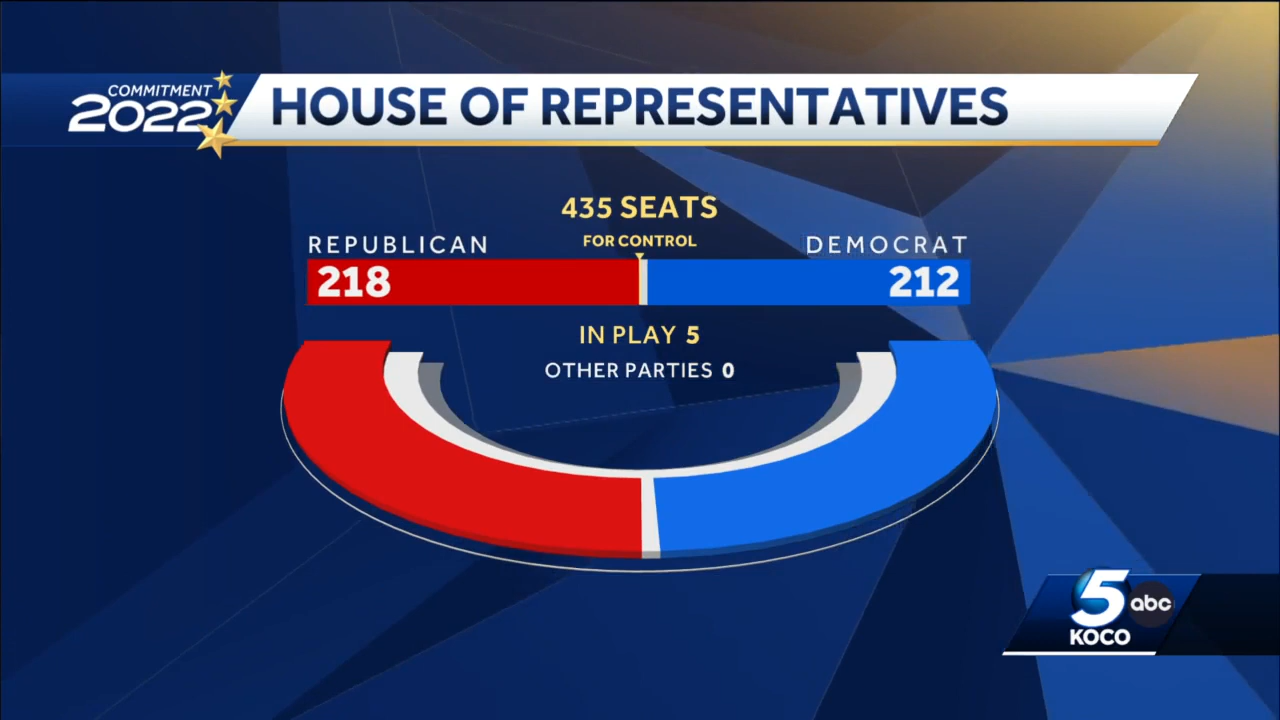 COMMITMENT
2022
HOUSE OF REPRESENTATIVES
435 SEATS
FOR CONTROL
REPUBLICAN
DEMOCRAT
218
212
IN PLAY 5
OTHER PARTIES 0
5
abc
KOCO